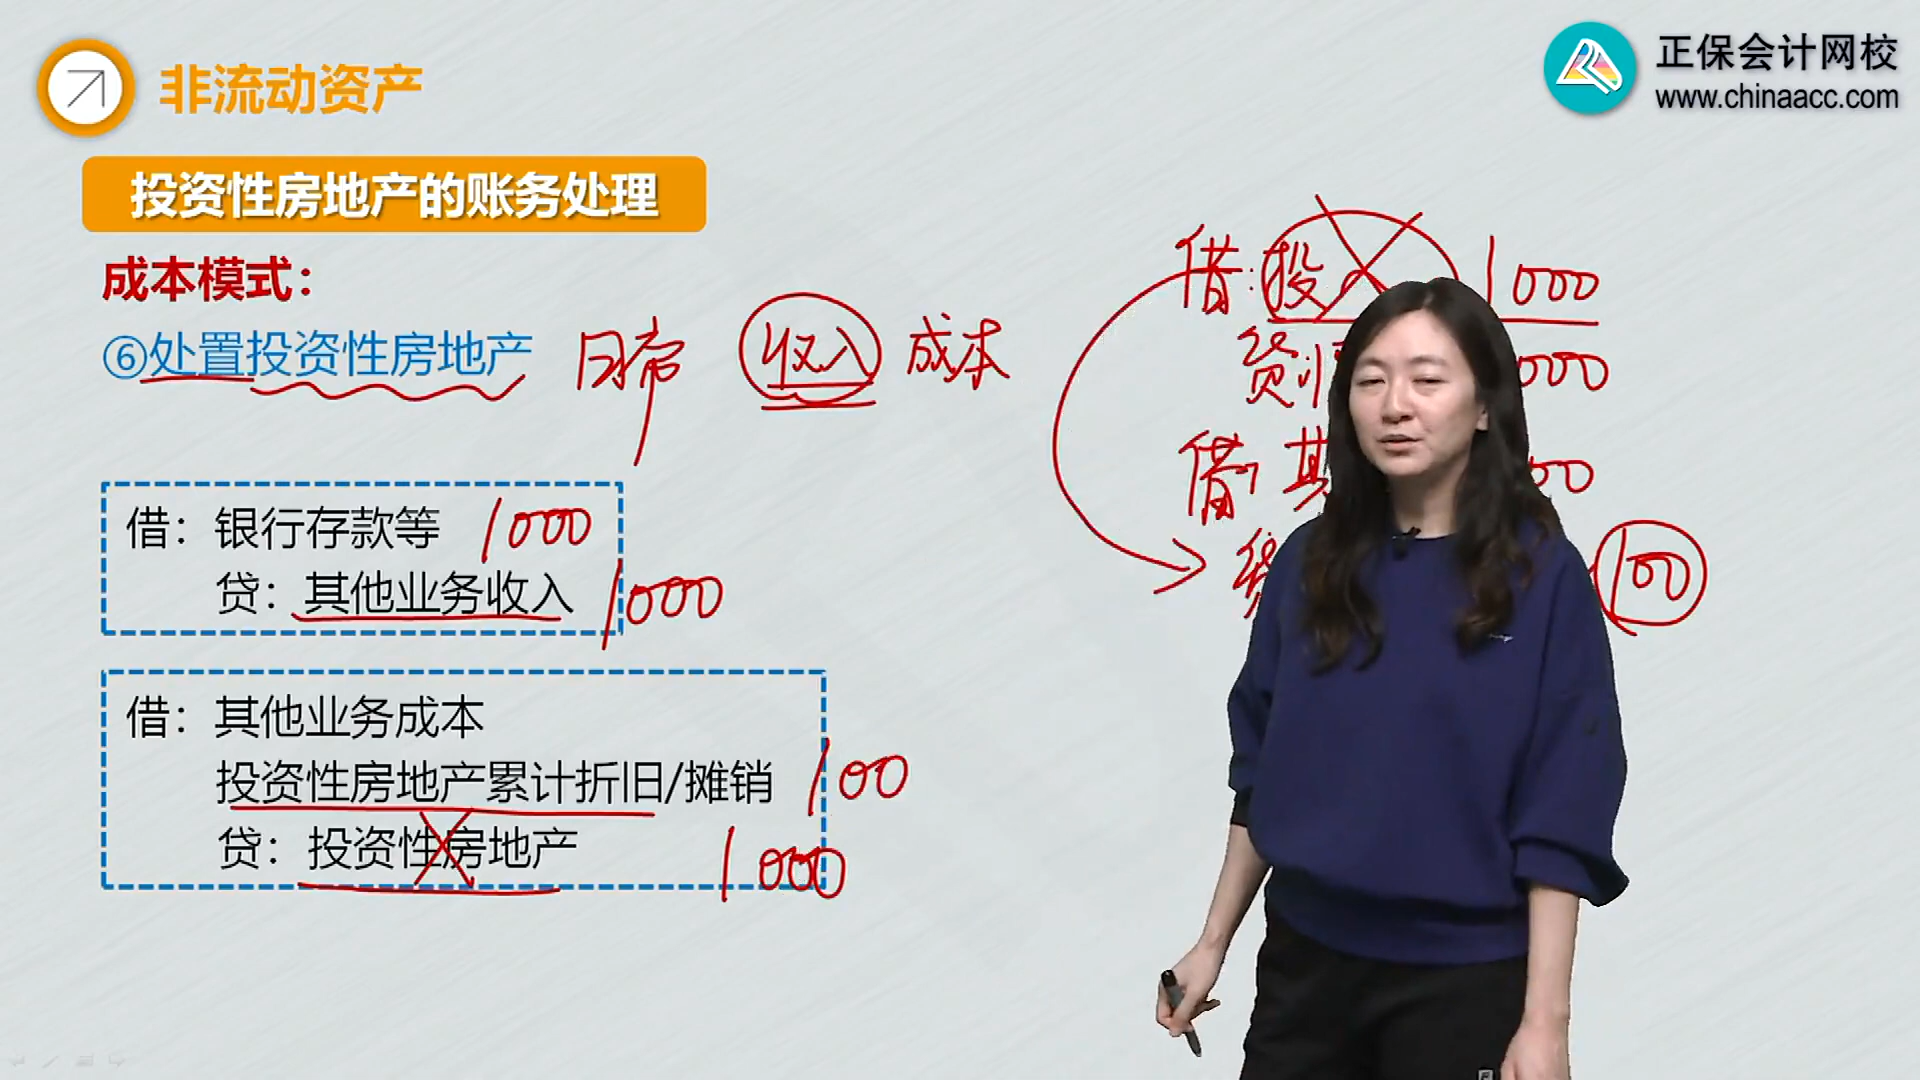 非流动资产
正保会计网校
www.chinaacc.com
投资性房地产的账务处理
成本模式：
⑥处置投资性房地产
日常 收入 成本
借：银行存款等 1000
贷：其他业务收入 1000
借：其他业务成本
投资性房地产累计折旧/摊销 100
贷：投资性房地产 1000
借：投 1000
贷
借：其
贷 100